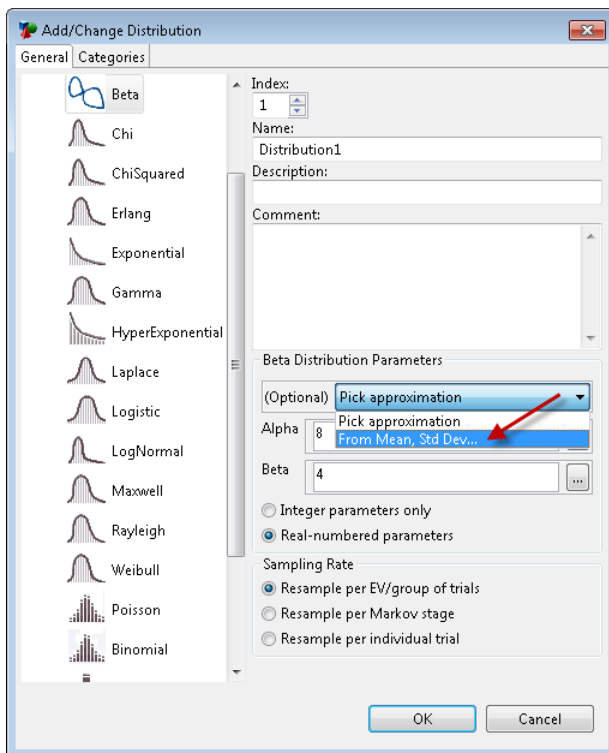 Add/Change Distribution
General Categories
Beta
Chi
ChiSquared
Erlang
Exponential
Gamma
HyperExponential
Laplace
Logistic
LogNormal
Maxwell
Rayleigh
Weibull
Poisson
Binomial
Index:
1
Name:
Distribution1
Description:
Comment:
Beta Distribution Parameters
(Optional) Pick approximation
Pick approximation
From Mean, Std Dev...
Alpha 8
Beta 4 ...
Integer parameters only
Real-numbered parameters
Sampling Rate
Resample per EV/group of trials
Resample per Markov stage
Resample per individual trial
OK Cancel